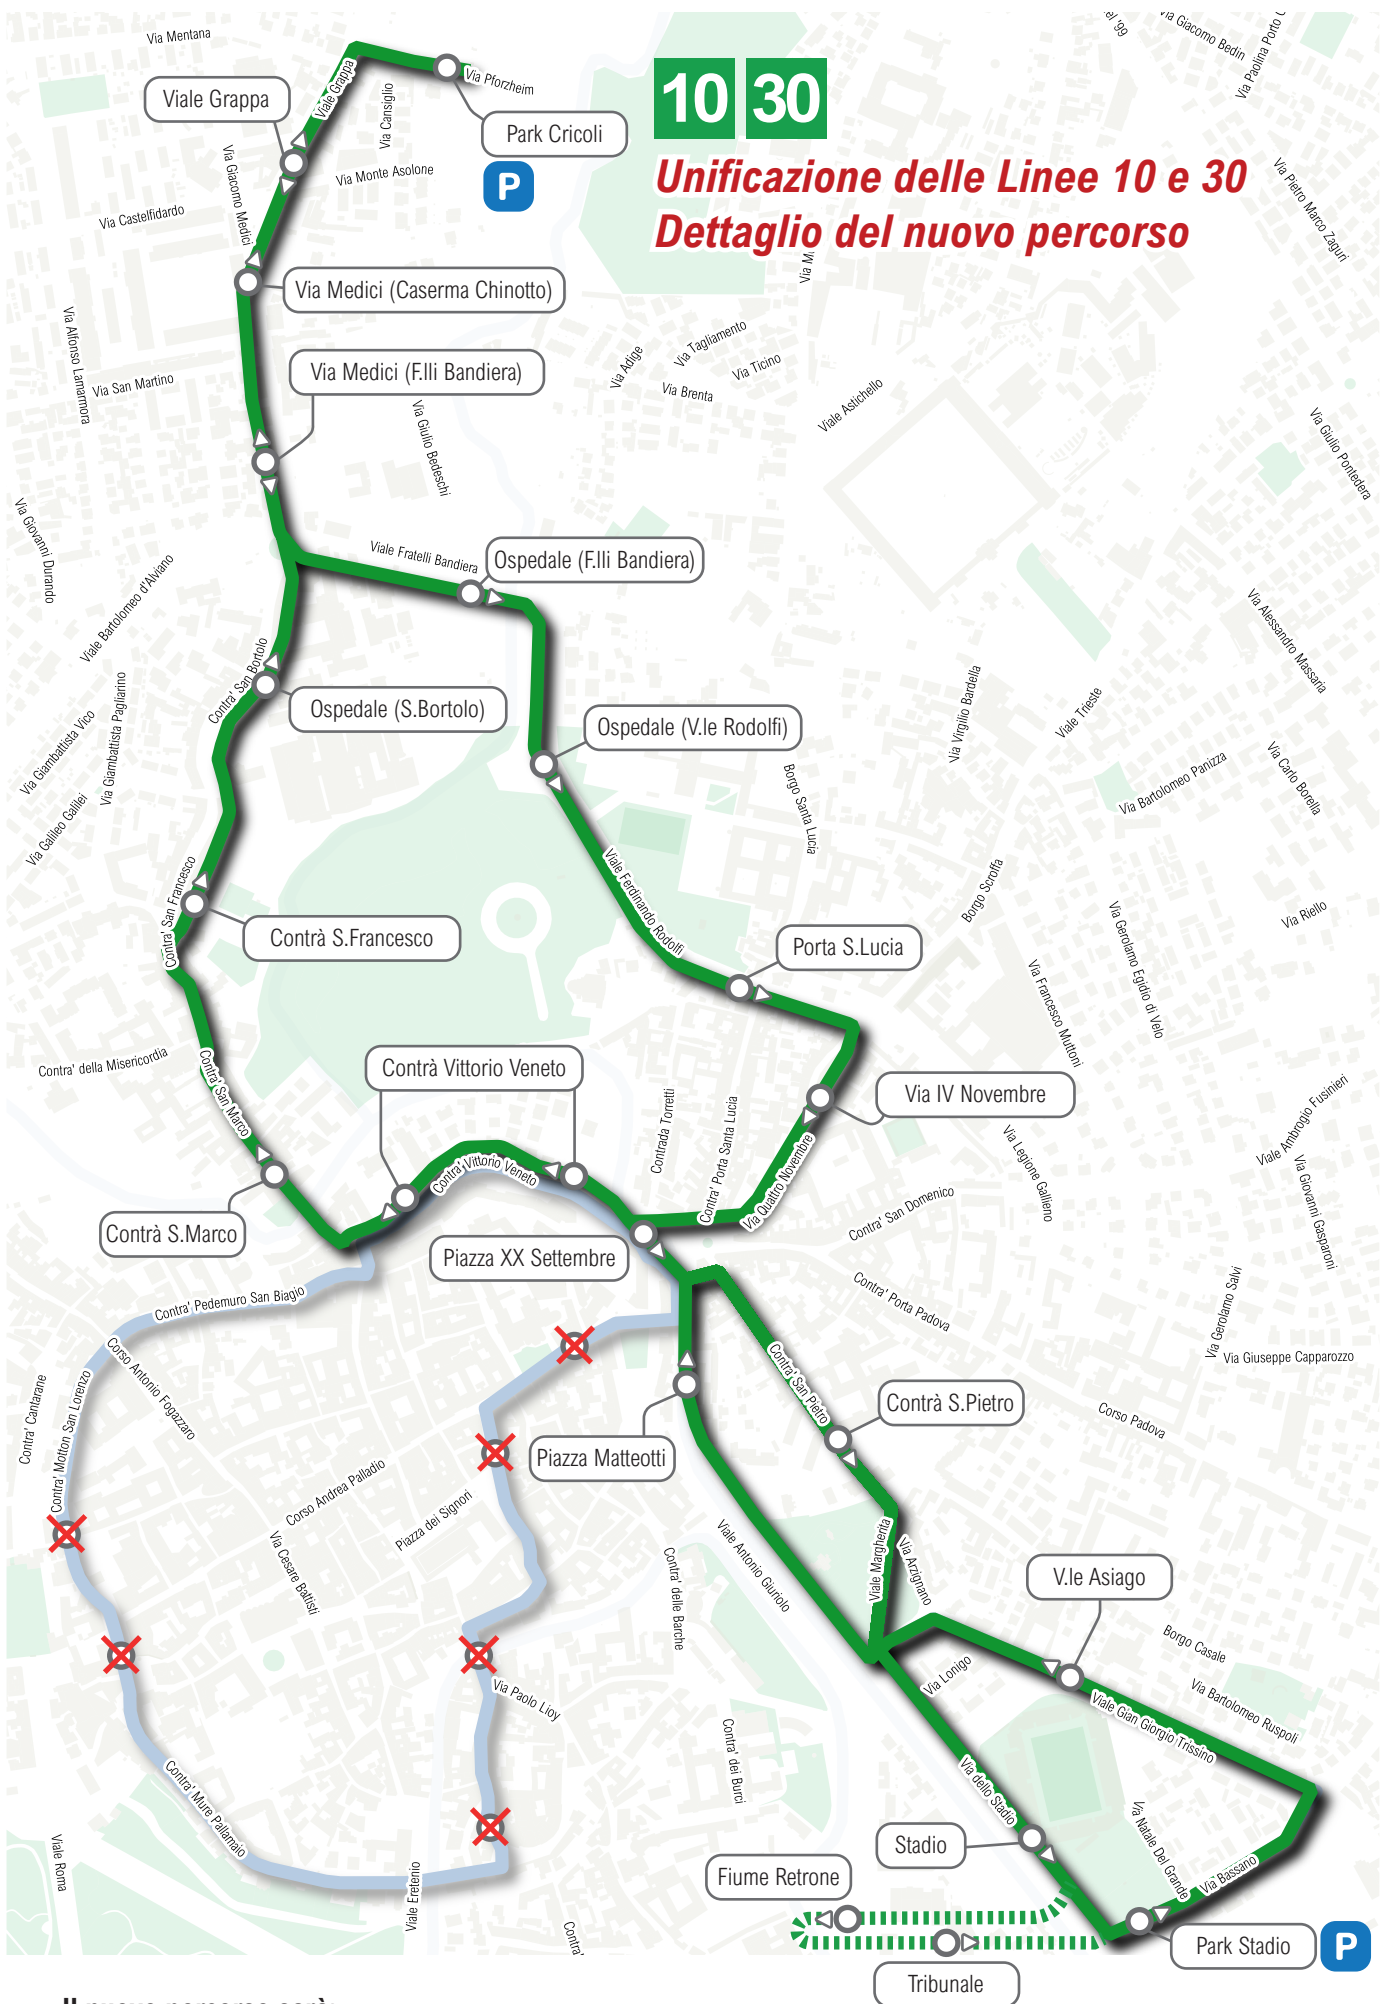 Via Mentana
Viale Grappa
Via Pforzheim
Viale Grappa
Via Cansiglio
Park Cricoli
P
Via Monte Asolone
Via Giacomo Medici
Via Castelfidardo
10 30
Unificazione delle Linee 10 e 30
Dettaglio del nuovo percorso
Via Giacomo Bedin
Via Paolina Porto
Via Pietro Marco Zaguri
Via Medici (Caserma Chinotto)
Via Alfonso Lamarmora
Via San Martino
Via Medici (F.lli Bandiera)
Via Giulio Bedeschi
Via Adige
Via Tagliamento
Via Ticino
Via Brenta
Viale Astichello
Via Giulio Pontedera
Via Giovanni Durando
Viale Bartolomeo d'Alviano
Viale Fratelli Bandiera
Ospedale (F.lli Bandiera)
Via Alessandro Massaria
Contra' San Bortolo
Ospedale (S.Bortolo)
Ospedale (V.le Rodolfi)
Via Giambattista Vico
Via Giambattista Pagliarino
Via Galileo Galilei
Via Virgilio Bardella
Viale Trieste
Via Bartolomeo Panizza
Via Carlo Borella
Borgo Santa Lucia
Viale Ferdinando Rodolfi
Borgo Scroffa
Contra' San Francesco
Contrà S.Francesco
Porta S.Lucia
Via Riello
Via Gerolamo Egidio di Velo
Via Francesco Muttoni
Contra' della Misericordia
Contra' San Marco
Contrà Vittorio Veneto
Via IV Novembre
Contrada Torretti
Contra' Porta Santa Lucia
Via Quattro Novembre
Via Legione Gallieno
Viale Ambrogio Fusinieri
Via Giovanni Gasparoni
Contra' Vittorio Veneto
Contra' San Domenico
Contrà S.Marco
Piazza XX Settembre
Contra' Pedemuro San Biagio
Contra' Porta Padova
Via Gerolamo Salvi
Via Giuseppe Capparozzo
Corso Antonio Fogazzaro
Contra' Cantarane
Contra' Motton San Lorenzo
Contra' San Pietro
Contrà S.Pietro
Corso Padova
Piazza Matteotti
Corso Andrea Palladio
Piazza dei Signori
Via Cesare Battisti
Viale Antonio Giuriolo
Contra' delle Barche
Viale Margherita
Via Arzignano
V.le Asiago
Borgo Casale
Via Lonigo
Via Bartolomeo Ruspoli
Viale Gian Giorgio Trissino
Via Paolo Lioy
Contra' dei Burci
Via dello Stadio
Contra' Mure Pallamaio
Viale Roma
Viale Eretenio
Contra'
Stadio
Via Natale Del Grande
Via Bassano
Fiume Retrone
Park Stadio
P
Tribunale